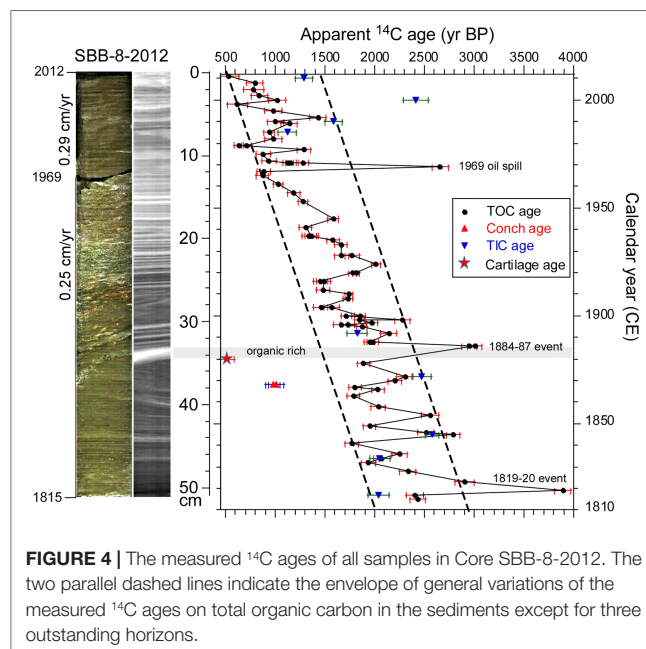 Apparent ¹⁴C age (yr BP)
SBB-8-2012
500 1000 1500 2000 2500 3000 3500 4000
2012
0
2000
0.29 cm/yr
10
1969 oil spill
1969
1950
TOC age
Conch age
TIC age
Cartilage age
Calendar year (CE)
20
0.25 cm/yr
1900
30
organic rich
1884-87 event
40
1850
1819-20 event
1815
50
cm
1810
FIGURE 4 | The measured ¹⁴C ages of all samples in Core SBB-8-2012. The
two parallel dashed lines indicate the envelope of general variations of the
measured ¹⁴C ages on total organic carbon in the sediments except for three
outstanding horizons.